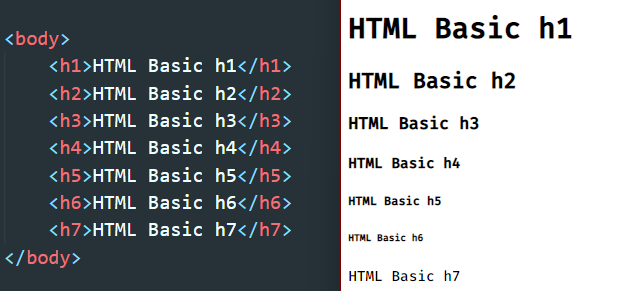 <body>
<h1>HTML Basic h1</h1>
<h2>HTML Basic h2</h2>
<h3>HTML Basic h3</h3>
<h4>HTML Basic h4</h4>
<h5>HTML Basic h5</h5>
<h6>HTML Basic h6</h6>
<h7>HTML Basic h7</h7>
</body>
HTML Basic h1
HTML Basic h2
HTML Basic h3
HTML Basic h4
HTML Basic h5
HTML Basic h6
HTML Basic h7